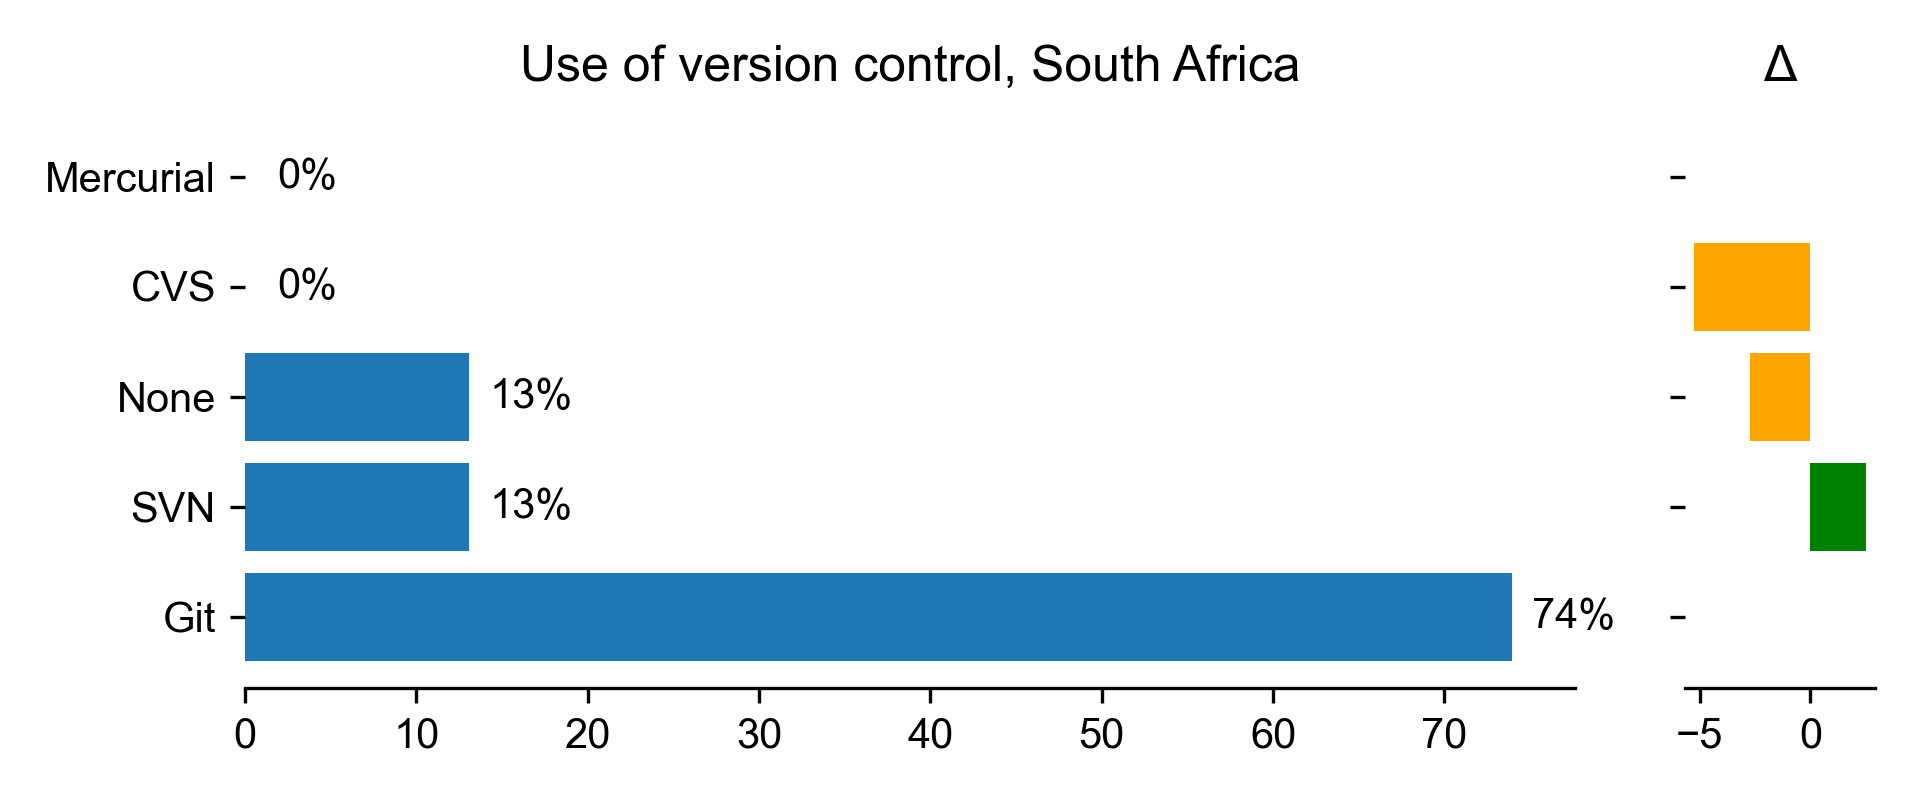 Use of version control, South Africa
Δ
Mercurial
0%
CVS
0%
None
13%
SVN
13%
Git
74%
0 10 20 30 40 50 60 70
−5 0